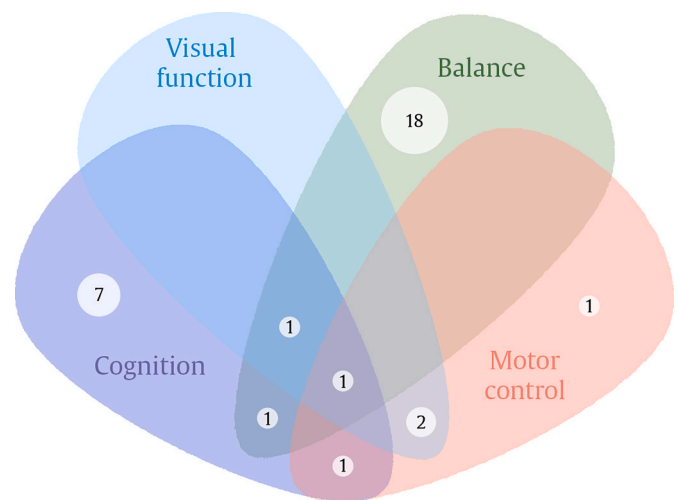 Visual
function
Balance
18
7
1
1
Cognition
Motor
control
1
1
2
1